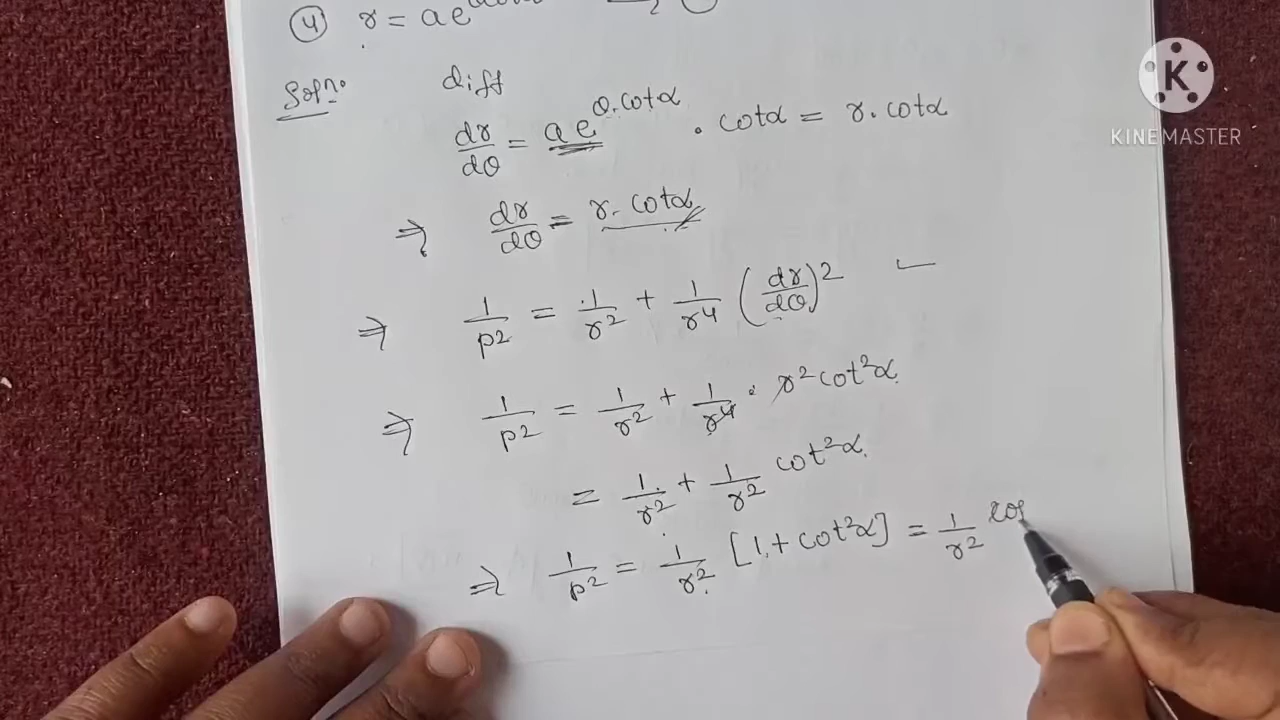 ④ r = a e
Soln.
diff
dr/dθ = a e^θ.cotα . cotα = r. cotα
⇒ dr/dθ = r. cotα
⇒ 1/p² = 1/r² + 1/r⁴ (dr/dθ)²
⇒ 1/p² = 1/r² + 1/r⁴ . r² cot²α.
= 1/r² + 1/r² cot²α.
⇒ 1/p² = 1/r² [1 + cot²α] = 1/r² cos
K
KINEMASTER